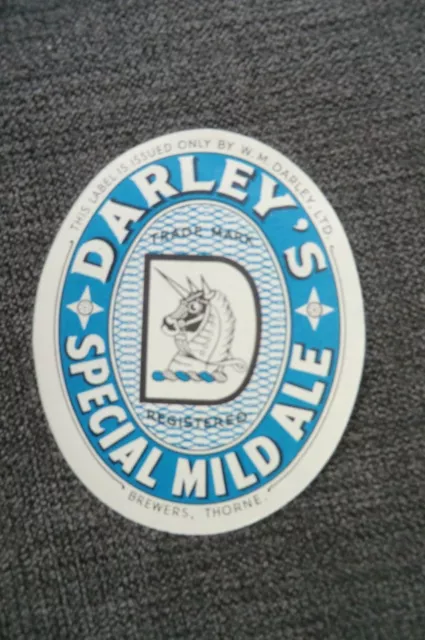 THIS LABEL IS ISSUED ONLY BY W.M. DARLEY, LTD.
DARLEY'S
TRADE MARK
D
REGISTERED
SPECIAL MILD ALE
BREWERS, THORNE.